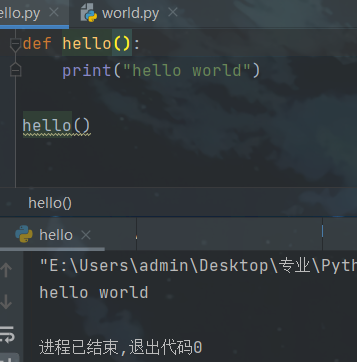 ello.py world.py
def hello():
print("hello world")
hello()
hello()
hello
"E:\Users\admin\Desktop\专业\Pyth
hello world
进程已结束,退出代码0